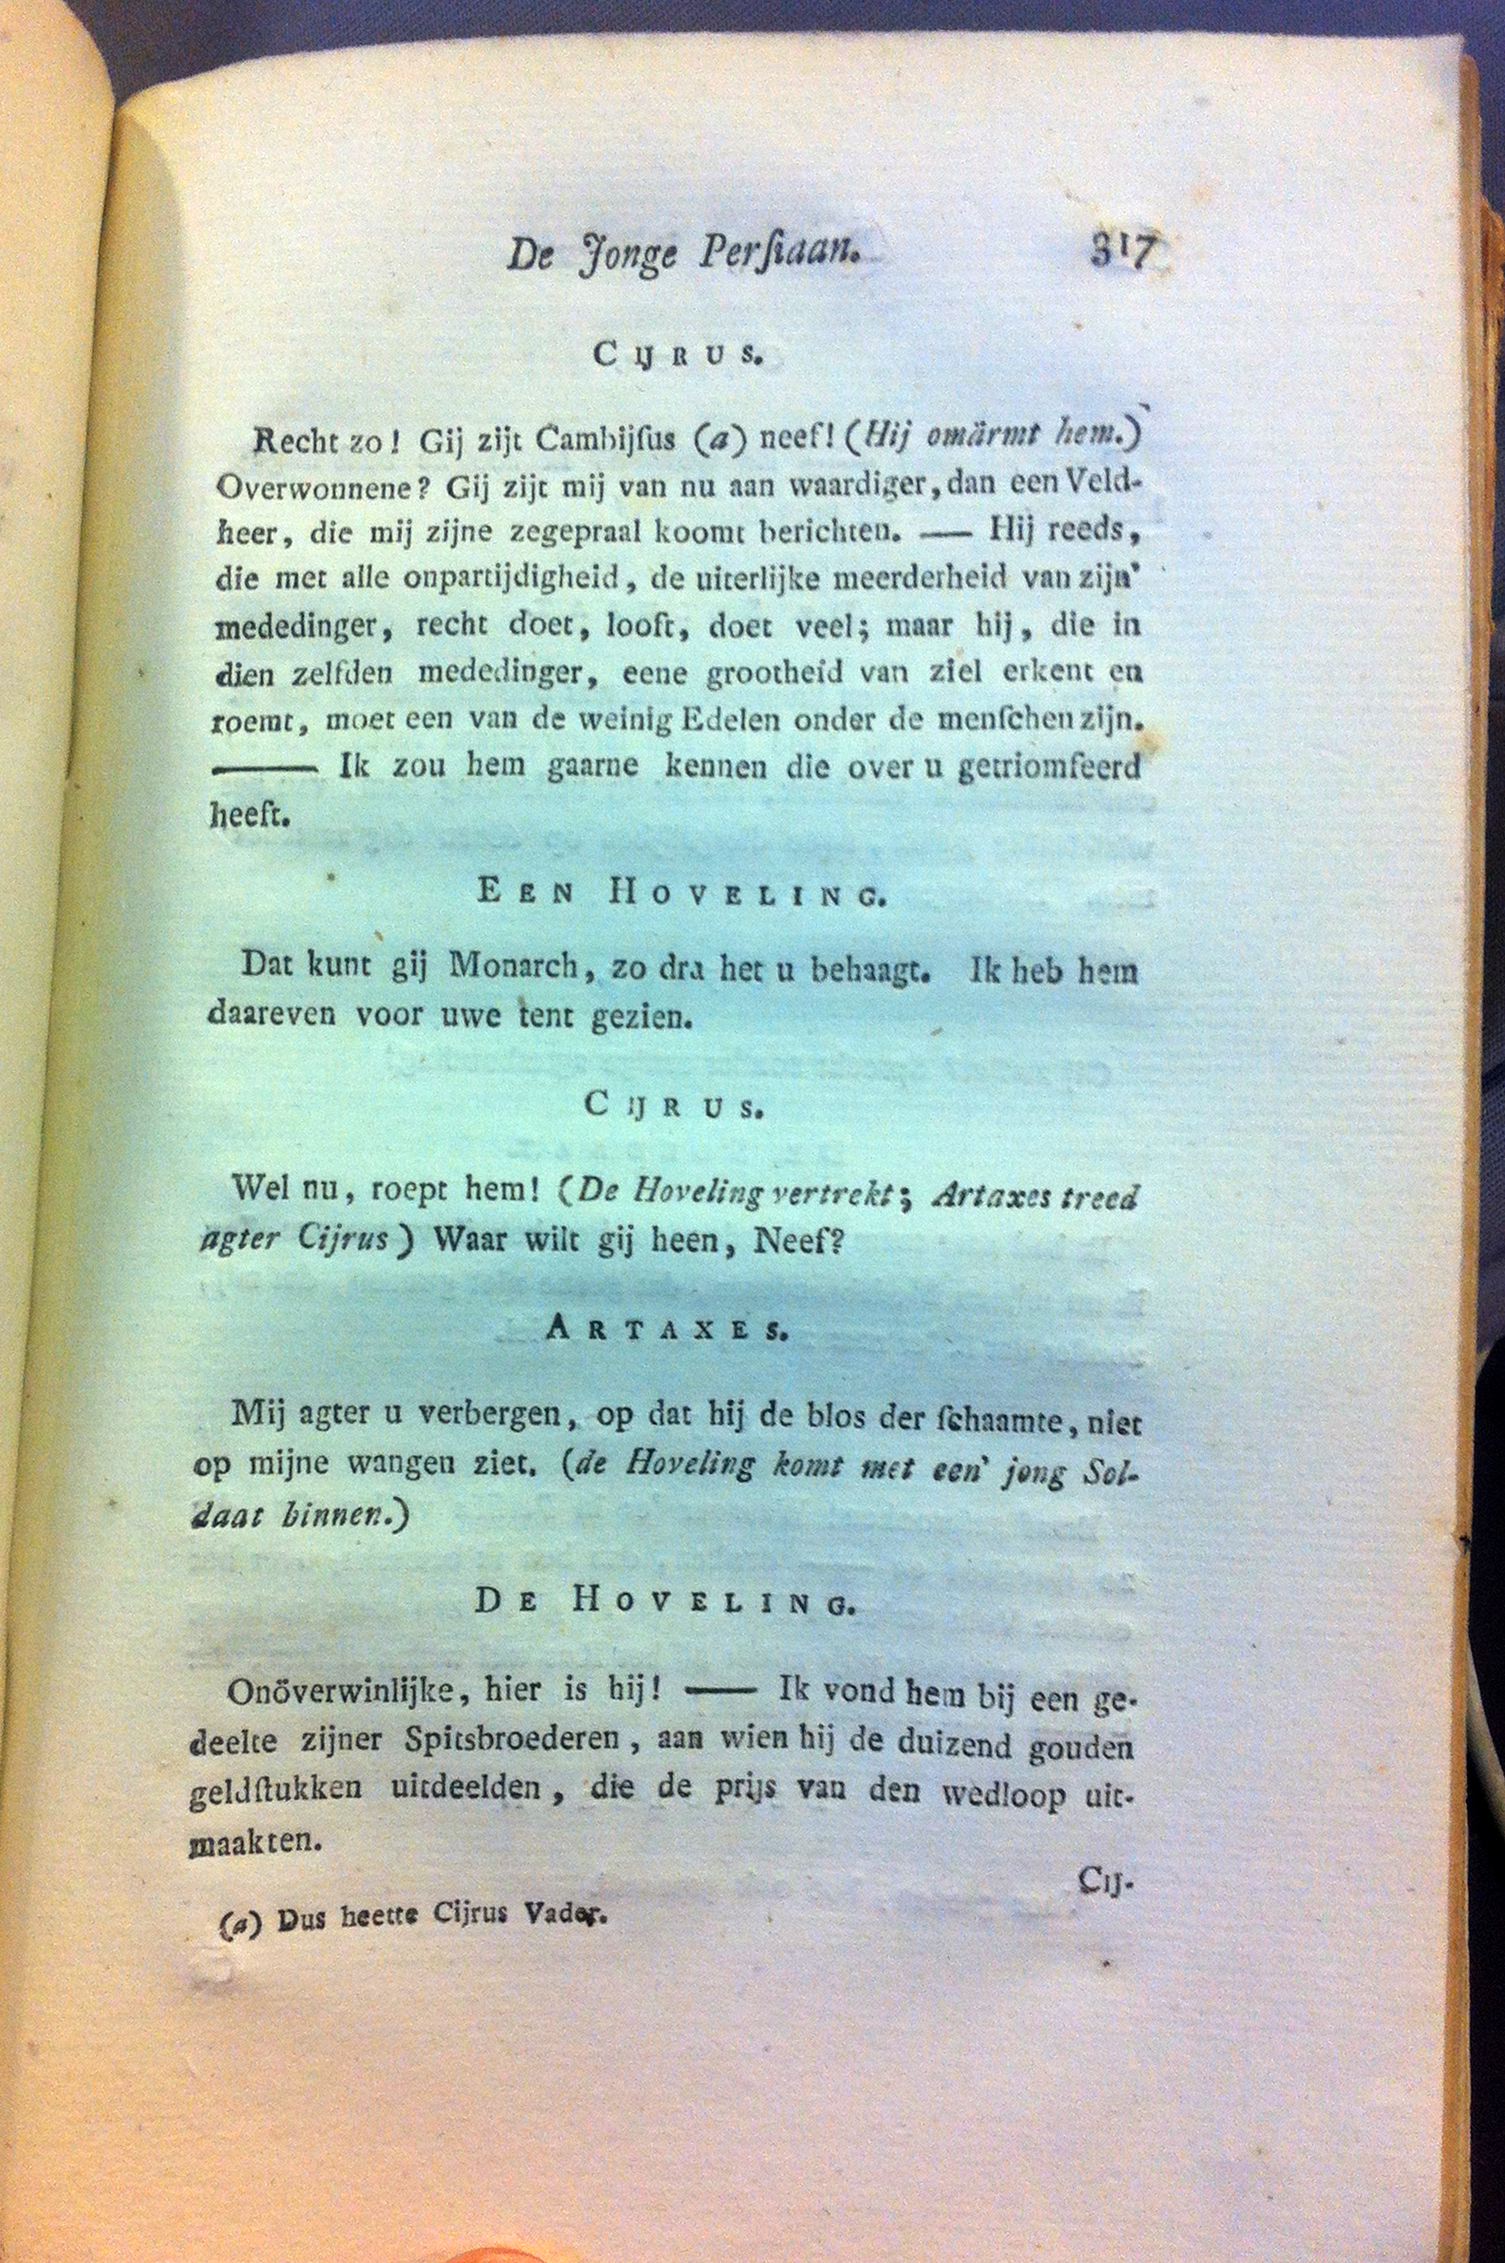 De Jonge Perſiaan. 317
CIJRUS.
Recht zo! Gij zijt Cambijſus (a) neef! (Hij omärmt hem.)
Overwonnene? Gij zijt mij van nu aan waardiger, dan een Veld-
heer, die mij zijne zegepraal koomt berichten. — Hij reeds,
die met alle onpartijdigheid, de uiterlijke meerderheid van zijn'
mededinger, recht doet, looft, doet veel; maar hij, die in
dien zelfden mededinger, eene grootheid van ziel erkent en
roemt, moet een van de weinig Edelen onder de menſchen zijn.
—— Ik zou hem gaarne kennen die over u getriomfeerd
heeft.
EEN HOVELING.
Dat kunt gij Monarch, zo dra het u behaagt. Ik heb hem
daareven voor uwe tent gezien.
CIJRUS.
Wel nu, roept hem! (De Hoveling vertrekt; Artaxes treed
agter Cijrus) Waar wilt gij heen, Neef?
ARTAXES.
Mij agter u verbergen, op dat hij de blos der ſchaamte, niet
op mijne wangen ziet. (de Hoveling komt met een' jong Sol-
daat binnen.)
DE HOVELING.
Onöverwinlijke, hier is hij! — Ik vond hem bij een ge-
deelte zijner Spitsbroederen, aan wien hij de duizend gouden
geldſtukken uitdeelden, die de prijs van den wedloop uit-
maakten.
CIJ-
(a) Dus heette Cijrus Vader.